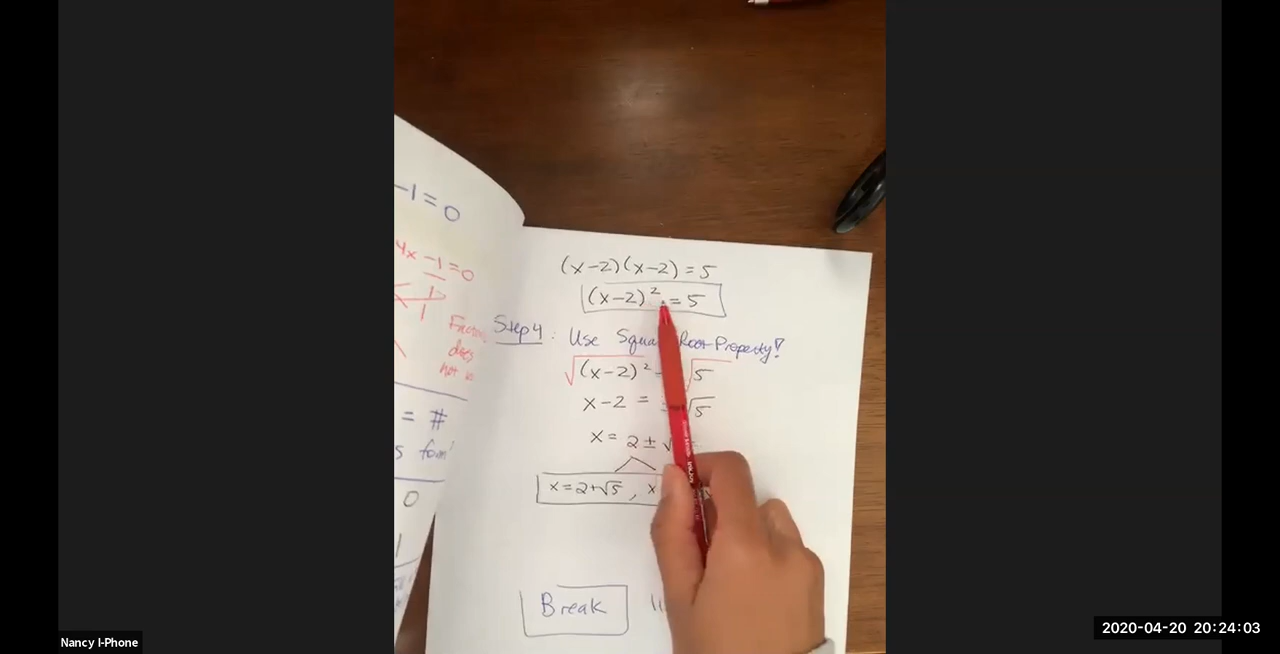 -1=0
4x-1=0
Factor
does
not
= #
0
1
(x-2)(x-2)=5
(x-2)²=5
Step 4: Use Square Root Property!
√(x-2)² = √5
x-2 = ±√5
x= 2±√
x=2+√5, x
Break
Nancy I-Phone
2020-04-20 20:24:03